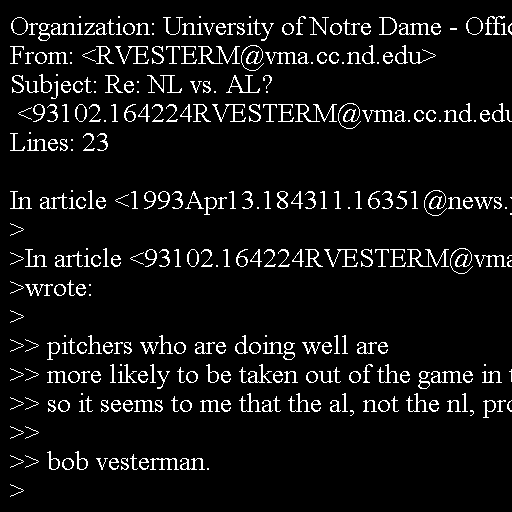 Organization: University of Notre Dame - Offic
From: <RVESTERM@vma.cc.nd.edu>
Subject: Re: NL vs. AL?
 <93102.164224RVESTERM@vma.cc.nd.edu
Lines: 23

In article <1993Apr13.184311.16351@news.
>
>In article <93102.164224RVESTERM@vma
>wrote:
>
>> pitchers who are doing well are
>> more likely to be taken out of the game in t
>> so it seems to me that the al, not the nl, pro
>>
>> bob vesterman.
>